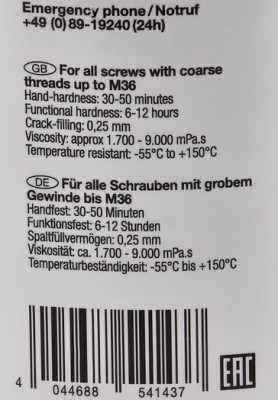 Emergency phone/Notruf
+49 (0)89-19240(24h)
GB For all screws with coarse
threads up to M36
Hand-hardness: 30-50 minutes
Functional hardness: 6-12 hours
Crack-filling: 0,25 mm
Viscosity: approx 1.700 - 9.000 mPa.s
Temperature resistant: -55°C to +150°C
DE Für alle Schrauben mit grobem
Gewinde bis M36
Handfest: 30-50 Minuten
Funktionsfest: 6-12 Stunden
Spaltfüllvermögen: 0,25 mm
Viskosität: ca. 1.700 - 9.000 mPa.s
Temperaturbeständigkeit: -55°C bis +150°C
4 044688 541437
EAC